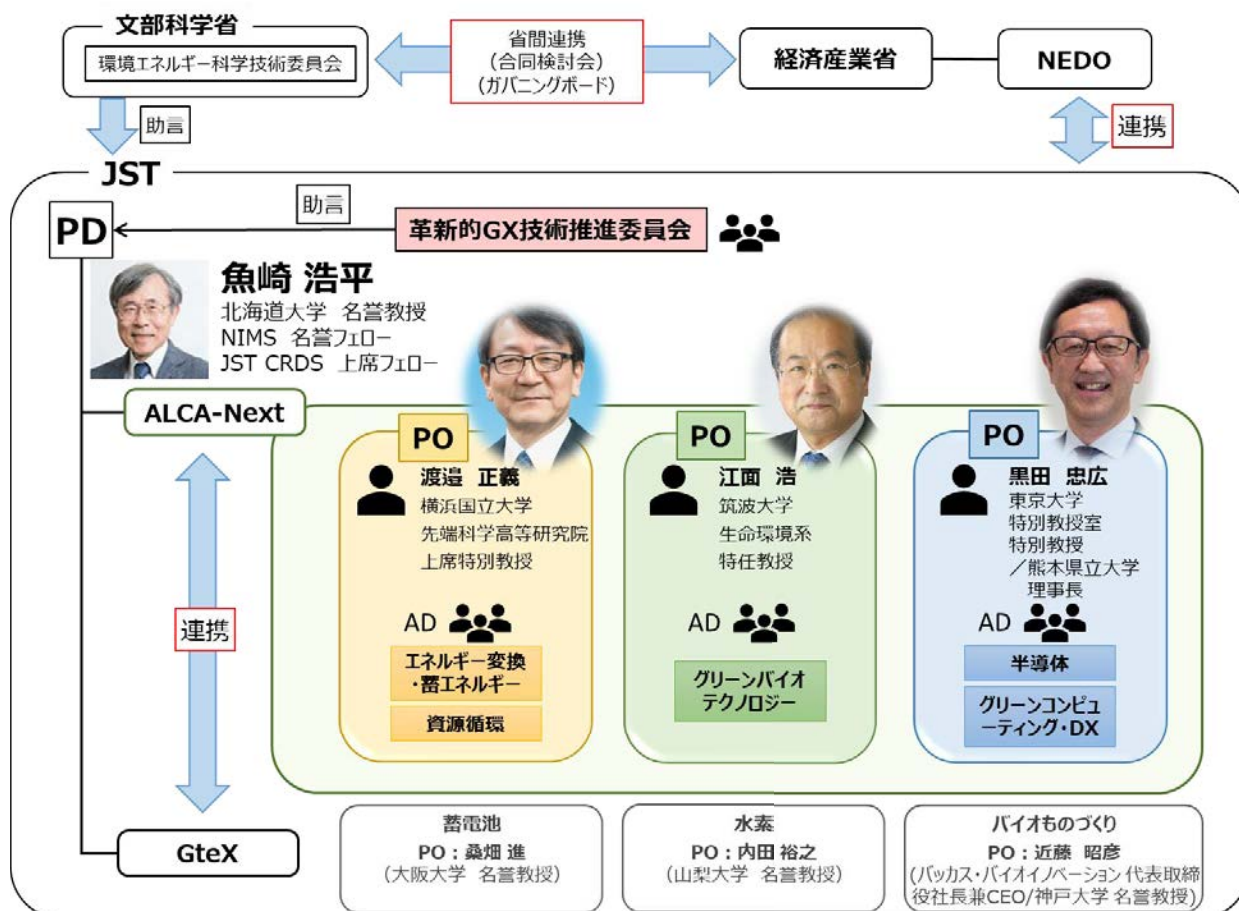 文部科学省
環境エネルギー科学技術委員会
省間連携
(合同検討会)
(ガバニングボード)
経済産業省
NEDO
助言
連携
JST
PD
助言
革新的GX技術推進委員会
魚崎 浩平
北海道大学 名誉教授
NIMS 名誉フェロー
JST CRDS 上席フェロー
ALCA-Next
PO
渡邉 正義
横浜国立大学
先端科学高等研究院
上席特別教授
AD
エネルギー変換
・蓄エネルギー
資源循環
PO
江面 浩
筑波大学
生命環境系
特任教授
AD
グリーンバイオ
テクノロジー
PO
黒田 忠広
東京大学
特別教授室
特別教授
／熊本県立大学
理事長
AD
半導体
グリーンコンピュ
ーティング・DX
連携
GteX
蓄電池
PO：桑畑 進
(大阪大学 名誉教授)
水素
PO：内田 裕之
(山梨大学 名誉教授)
バイオものづくり
PO：近藤 昭彦
(バッカス・バイオイノベーション 代表取締
役社長兼CEO/神戸大学 名誉教授)